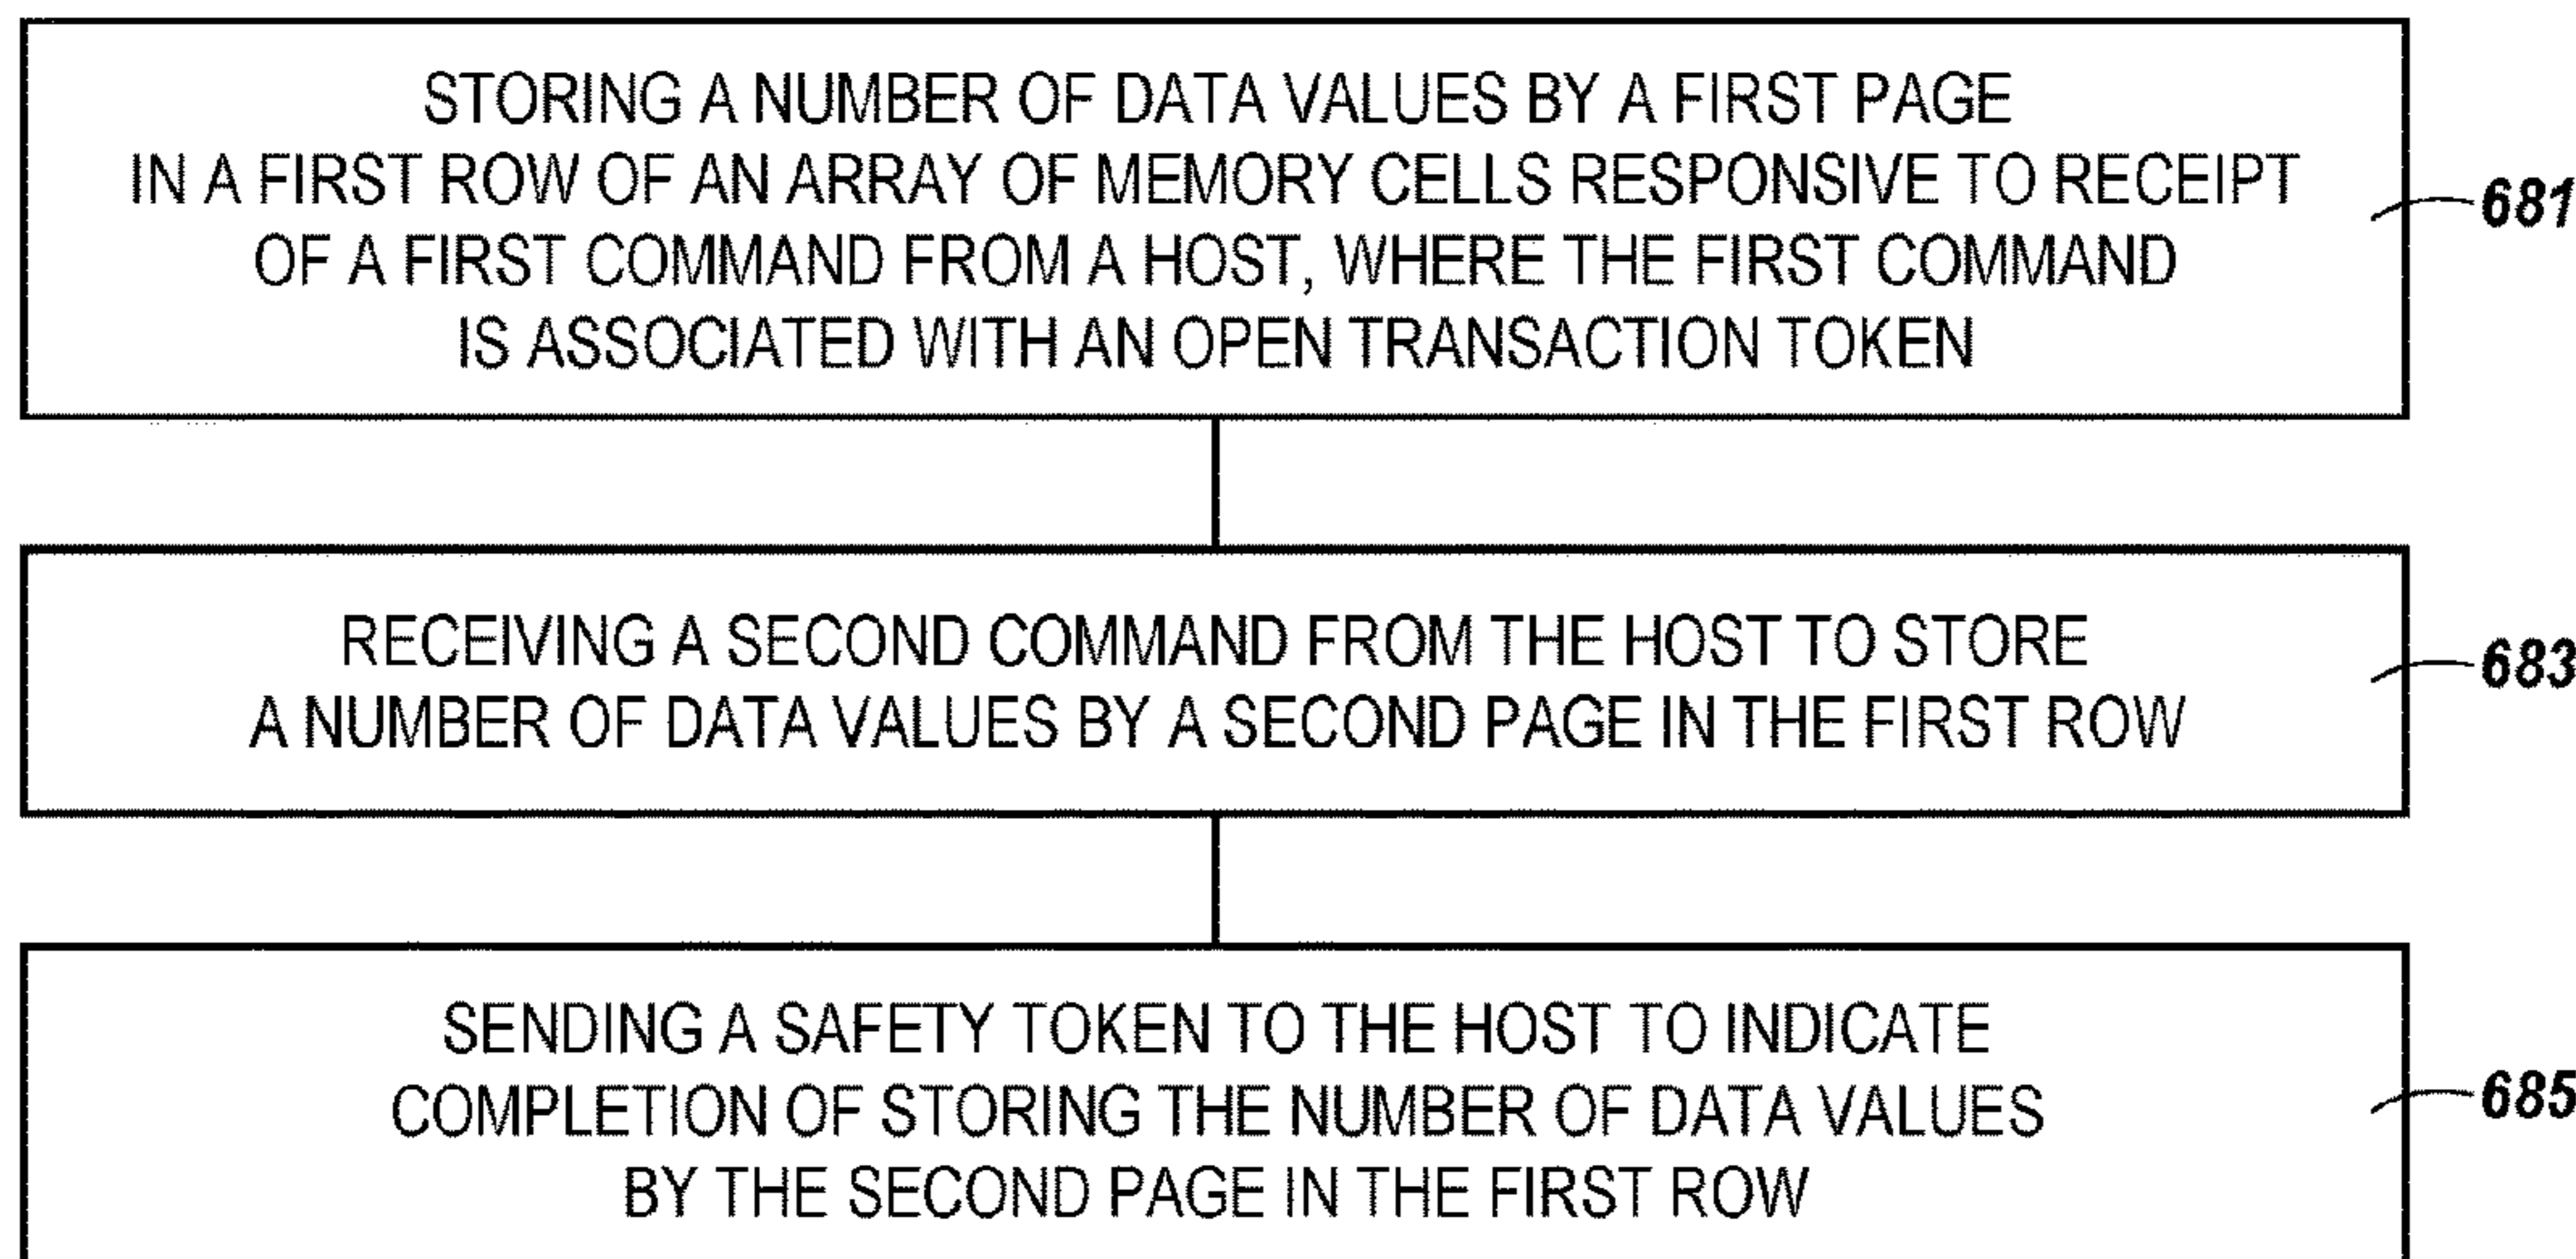 STORING A NUMBER OF DATA VALUES BY A FIRST PAGE
IN A FIRST ROW OF AN ARRAY OF MEMORY CELLS RESPONSIVE TO RECEIPT
OF A FIRST COMMAND FROM A HOST, WHERE THE FIRST COMMAND
IS ASSOCIATED WITH AN OPEN TRANSACTION TOKEN
681
RECEIVING A SECOND COMMAND FROM THE HOST TO STORE
A NUMBER OF DATA VALUES BY A SECOND PAGE IN THE FIRST ROW
683
SENDING A SAFETY TOKEN TO THE HOST TO INDICATE
COMPLETION OF STORING THE NUMBER OF DATA VALUES
BY THE SECOND PAGE IN THE FIRST ROW
685